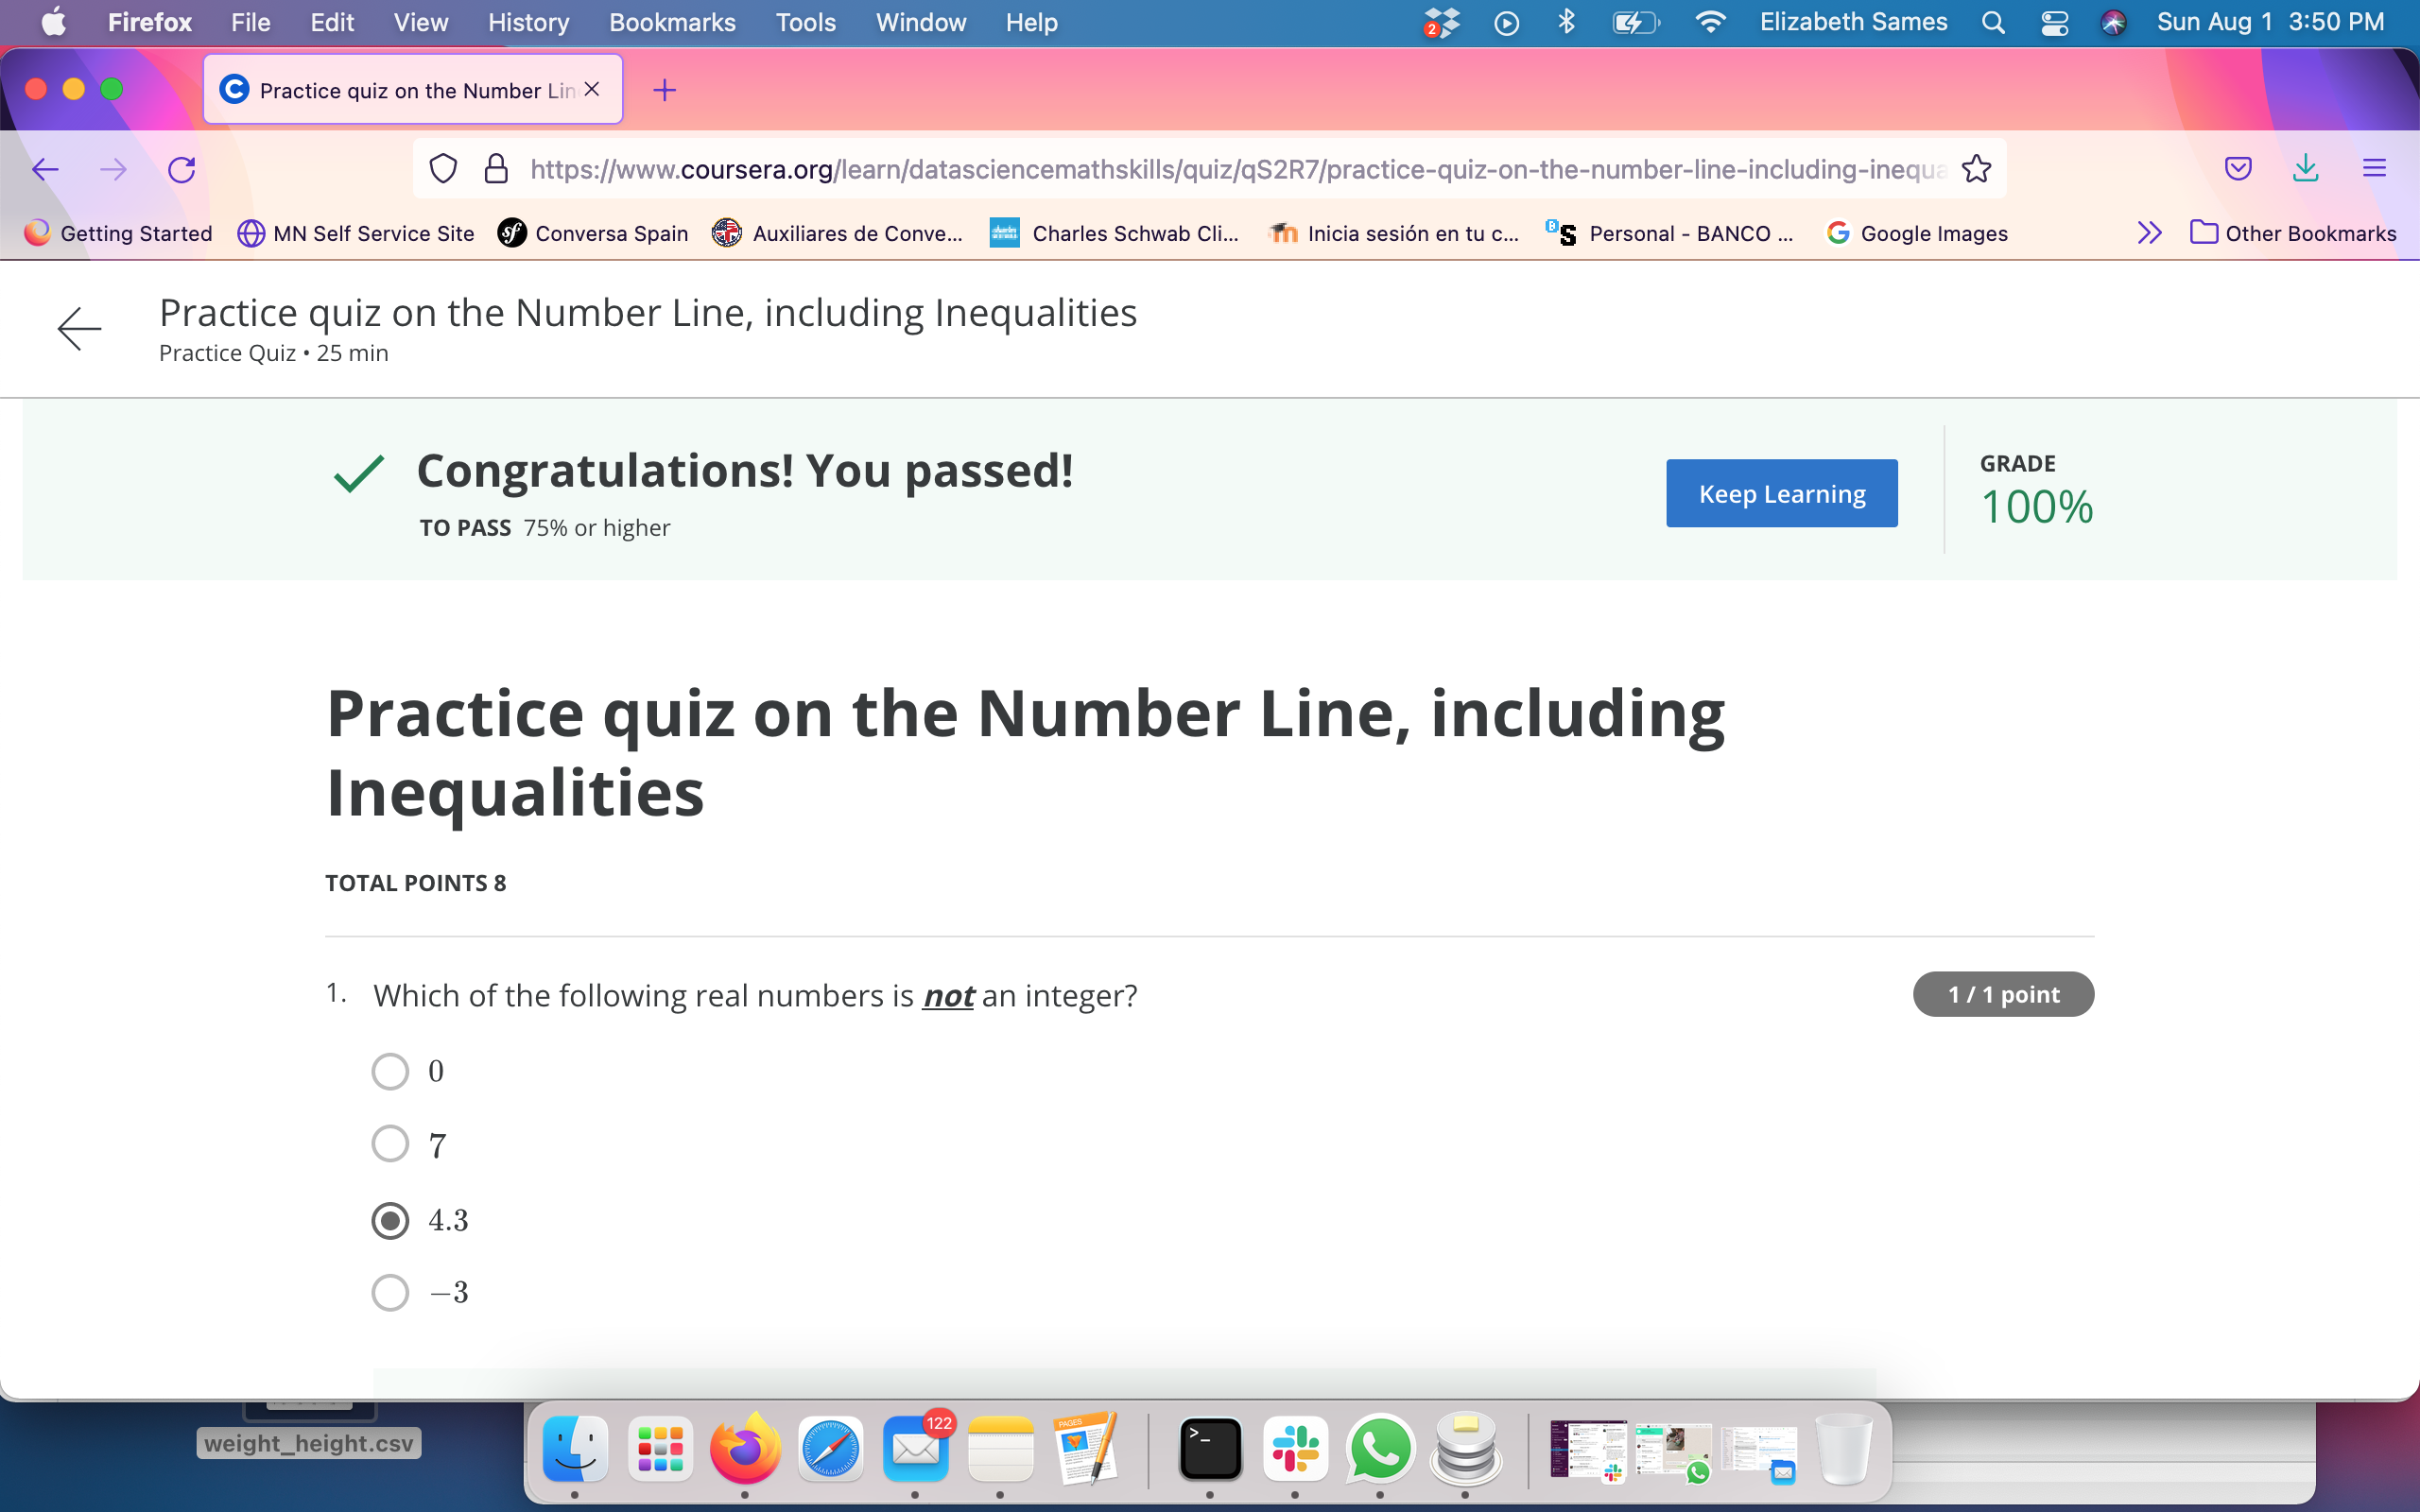 Firefox File Edit View History Bookmarks Tools Window Help 2 Elizabeth Sames Sun Aug 1 3:50 PM
Practice quiz on the Number Lin
https://www.coursera.org/learn/datasciencemathskills/quiz/qS2R7/practice-quiz-on-the-number-line-including-inequa
Getting Started MN Self Service Site sf Conversa Spain Auxiliares de Conve... Charles Schwab Cli... Inicia sesión en tu c... Personal - BANCO ... Google Images Other Bookmarks
Practice quiz on the Number Line, including Inequalities
Practice Quiz • 25 min
Congratulations! You passed!
TO PASS 75% or higher
Keep Learning
GRADE
100%
Practice quiz on the Number Line, including
Inequalities
TOTAL POINTS 8
1. Which of the following real numbers is not an integer?
1 / 1 point
0
7
4.3
−3
weight_height.csv
122
PAGES
>_